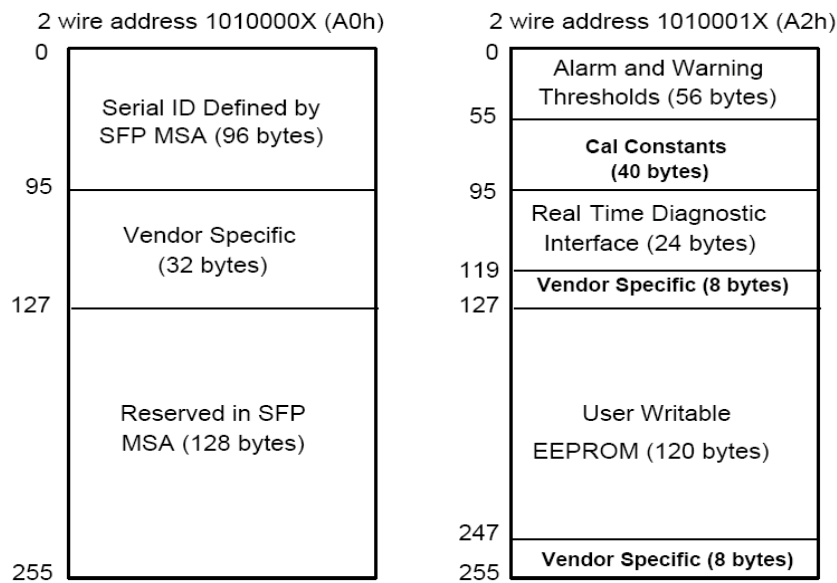 2 wire address 1010000X (A0h)
0
Serial ID Defined by
SFP MSA (96 bytes)
95
Vendor Specific
(32 bytes)
127
Reserved in SFP
MSA (128 bytes)
255
2 wire address 1010001X (A2h)
0
Alarm and Warning
Thresholds (56 bytes)
55
Cal Constants
(40 bytes)
95
Real Time Diagnostic
Interface (24 bytes)
119
Vendor Specific (8 bytes)
127
User Writable
EEPROM (120 bytes)
247
Vendor Specific (8 bytes)
255